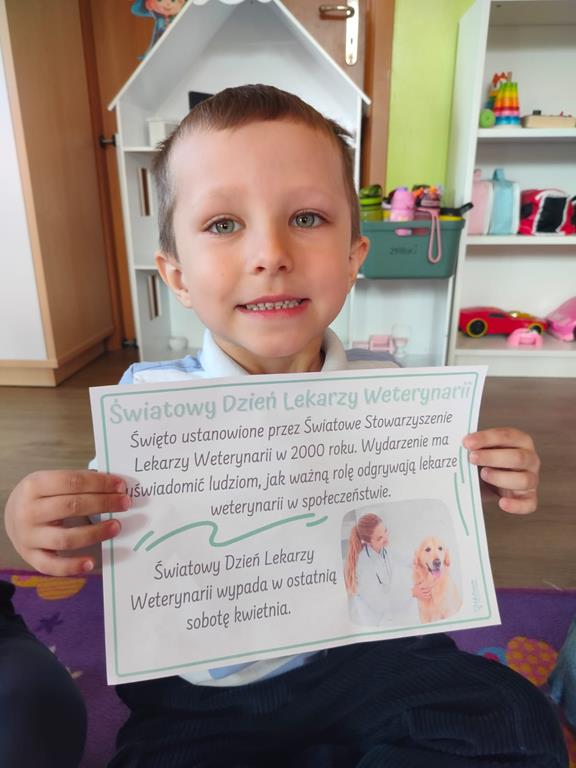 Światowy Dzień Lekarzy Weterynarii
Święto ustanowione przez Światowe Stowarzyszenie
Lekarzy Weterynarii w 2000 roku. Wydarzenie ma
uświadomić ludziom, jak ważną rolę odgrywają lekarze
weterynarii w społeczeństwie.
Światowy Dzień Lekarzy
Weterynarii wypada w ostatnią
sobotę kwietnia.